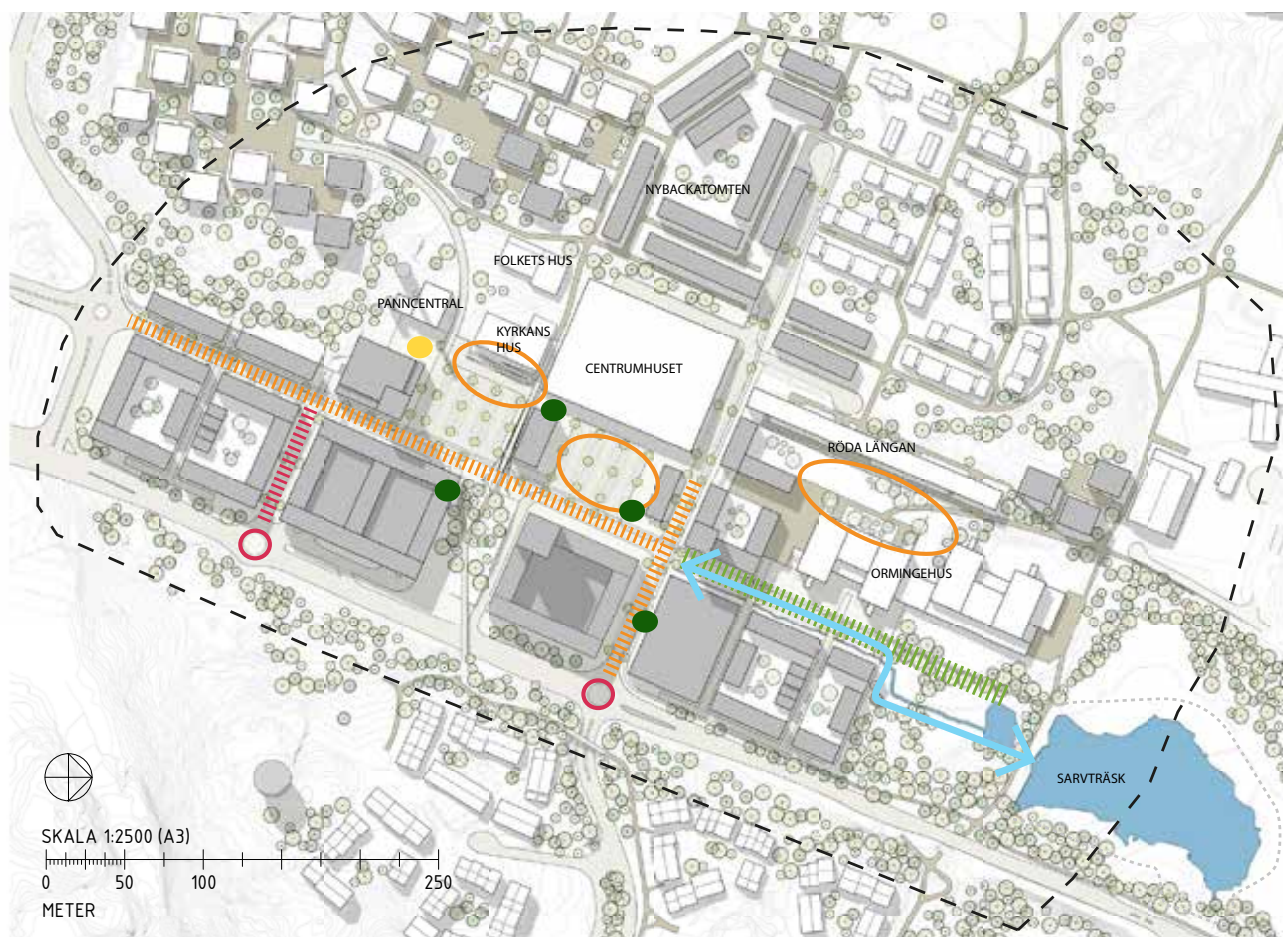 NYBACKATOMTEN
FOLKETS HUS
PANNCENTRAL
KYRKANS
HUS
CENTRUMHUSET
RÖDA LÄNGAN
ORMINGEHUS
SARVTRÄSK
SKALA 1:2500 (A3)
0 50 100 250
METER